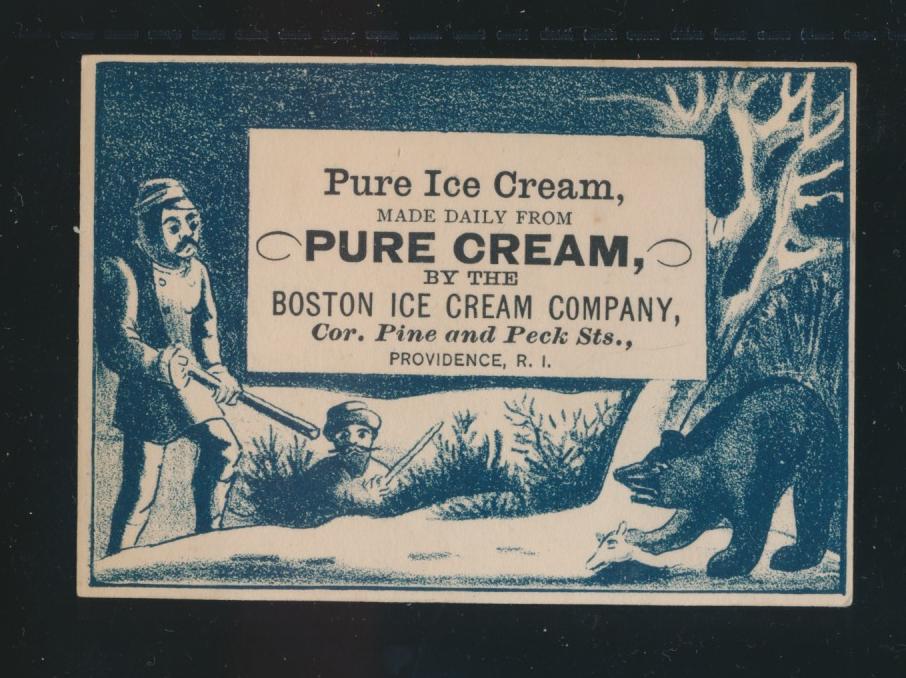 Pure Ice Cream,
MADE DAILY FROM
PURE CREAM,
BY THE
BOSTON ICE CREAM COMPANY,
Cor. Pine and Peck Sts.,
PROVIDENCE, R. I.